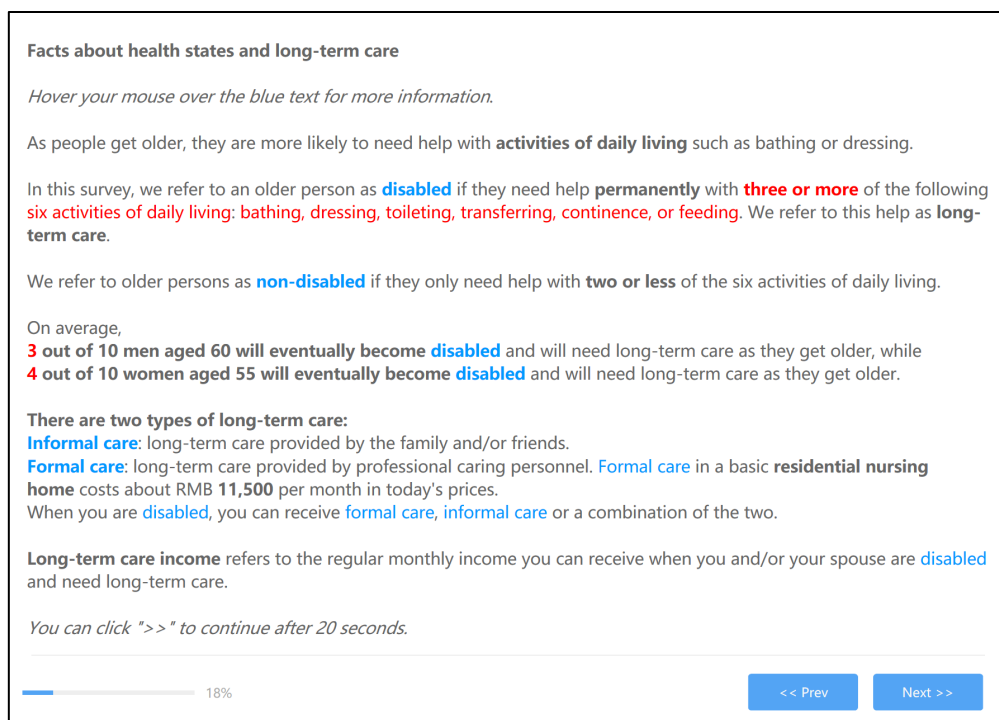 Facts about health states and long-term care
Hover your mouse over the blue text for more information.
As people get older, they are more likely to need help with activities of daily living such as bathing or dressing.
In this survey, we refer to an older person as disabled if they need help permanently with three or more of the following
six activities of daily living: bathing, dressing, toileting, transferring, continence, or feeding. We refer to this help as long-
term care.
We refer to older persons as non-disabled if they only need help with two or less of the six activities of daily living.
On average,
3 out of 10 men aged 60 will eventually become disabled and will need long-term care as they get older, while
4 out of 10 women aged 55 will eventually become disabled and will need long-term care as they get older.
There are two types of long-term care:
Informal care: long-term care provided by the family and/or friends.
Formal care: long-term care provided by professional caring personnel. Formal care in a basic residential nursing
home costs about RMB 11,500 per month in today's prices.
When you are disabled, you can receive formal care, informal care or a combination of the two.
Long-term care income refers to the regular monthly income you can receive when you and/or your spouse are disabled
and need long-term care.
You can click ">>" to continue after 20 seconds.
18%
<< Prev
Next >>